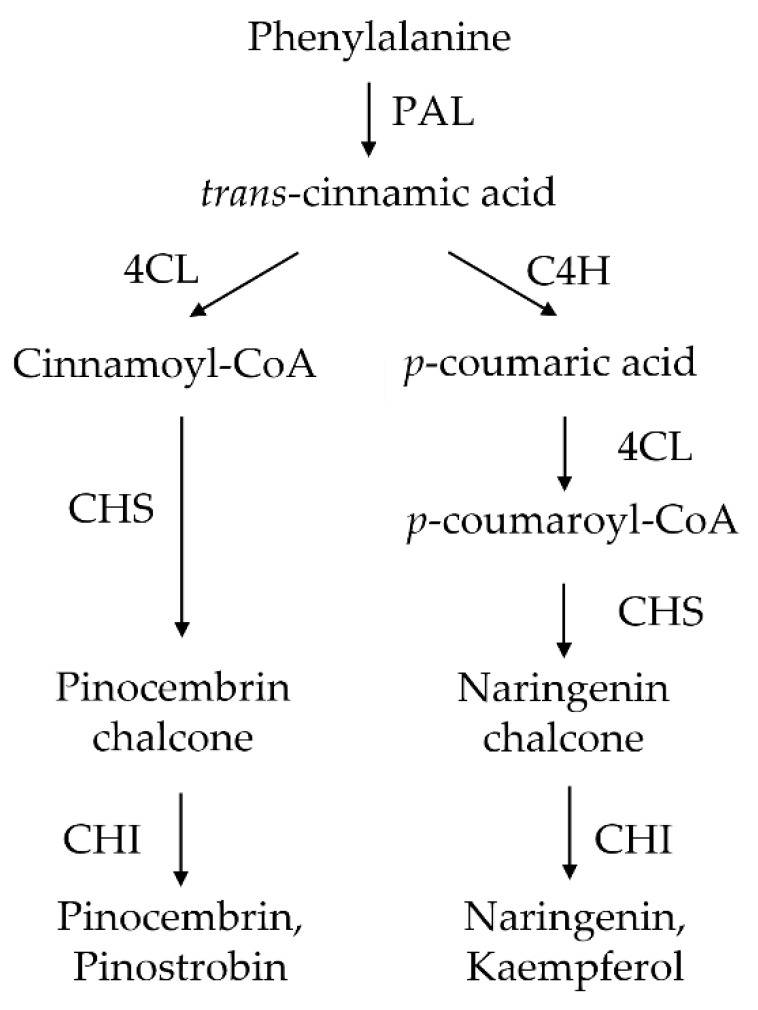 Phenylalanine
PAL
trans-cinnamic acid
4CL
C4H
Cinnamoyl-CoA
p-coumaric acid
4CL
CHS
p-coumaroyl-CoA
CHS
Pinocembrin
chalcone
Naringenin
chalcone
CHI
CHI
Pinocembrin,
Pinostrobin
Naringenin,
Kaempferol